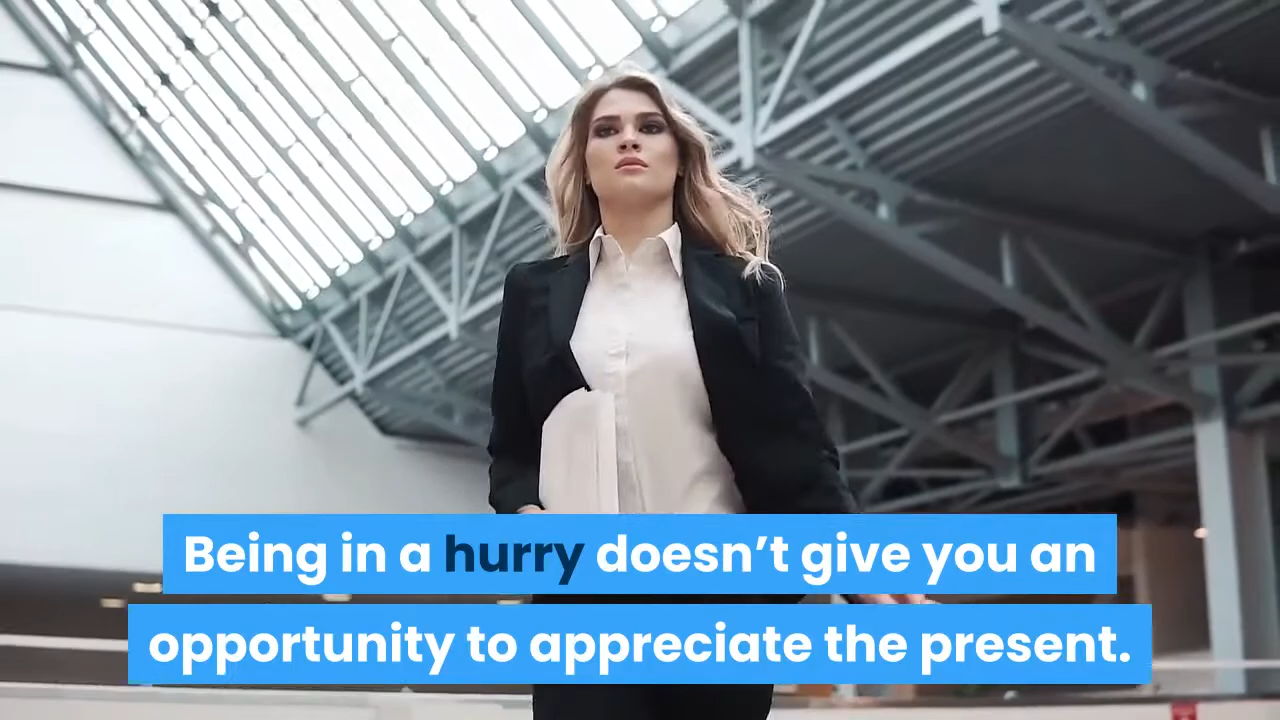 Being in a hurry doesn’t give you an
opportunity to appreciate the present.